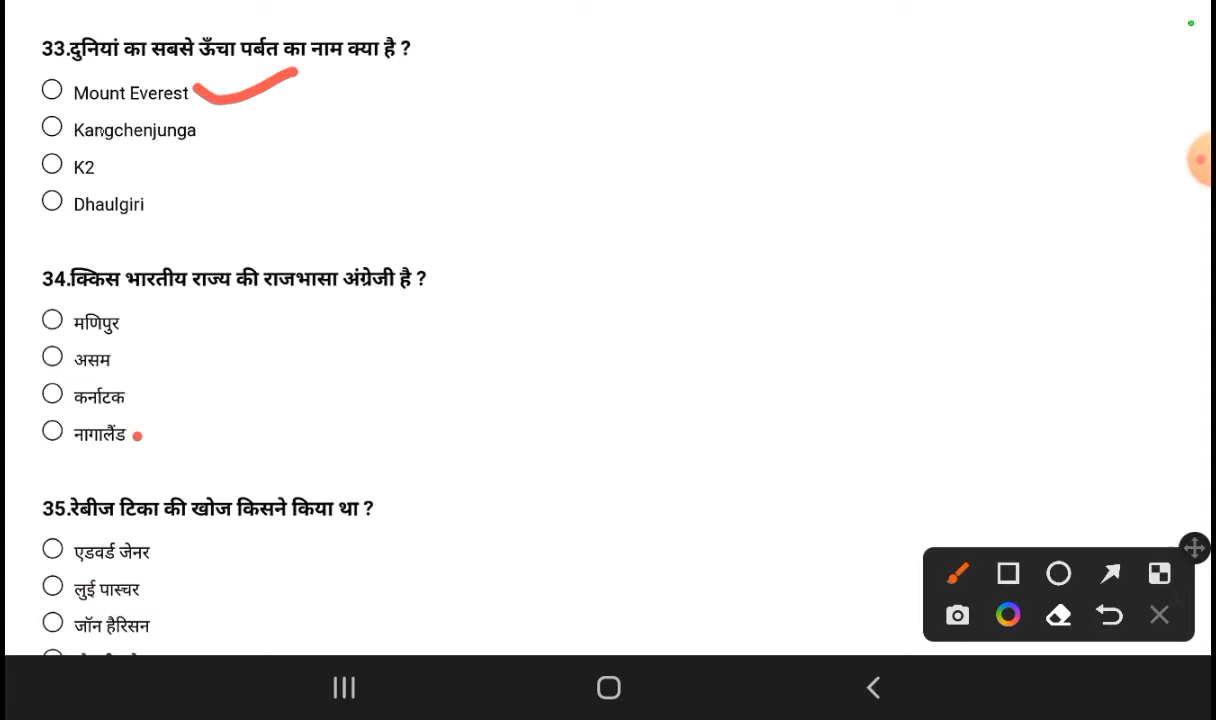 33.दुनियां का सबसे ऊँचा पर्बत का नाम क्या है ?
Mount Everest
Kangchenjunga
K2
Dhaulgiri
34.क्किस भारतीय राज्य की राजभासा अंग्रेजी है ?
मणिपुर
असम
कर्नाटक
नागालैंड
35.रेबीज टिका की खोज किसने किया था ?
एडवर्ड जेनर
लुई पास्चर
जॉन हैरिसन